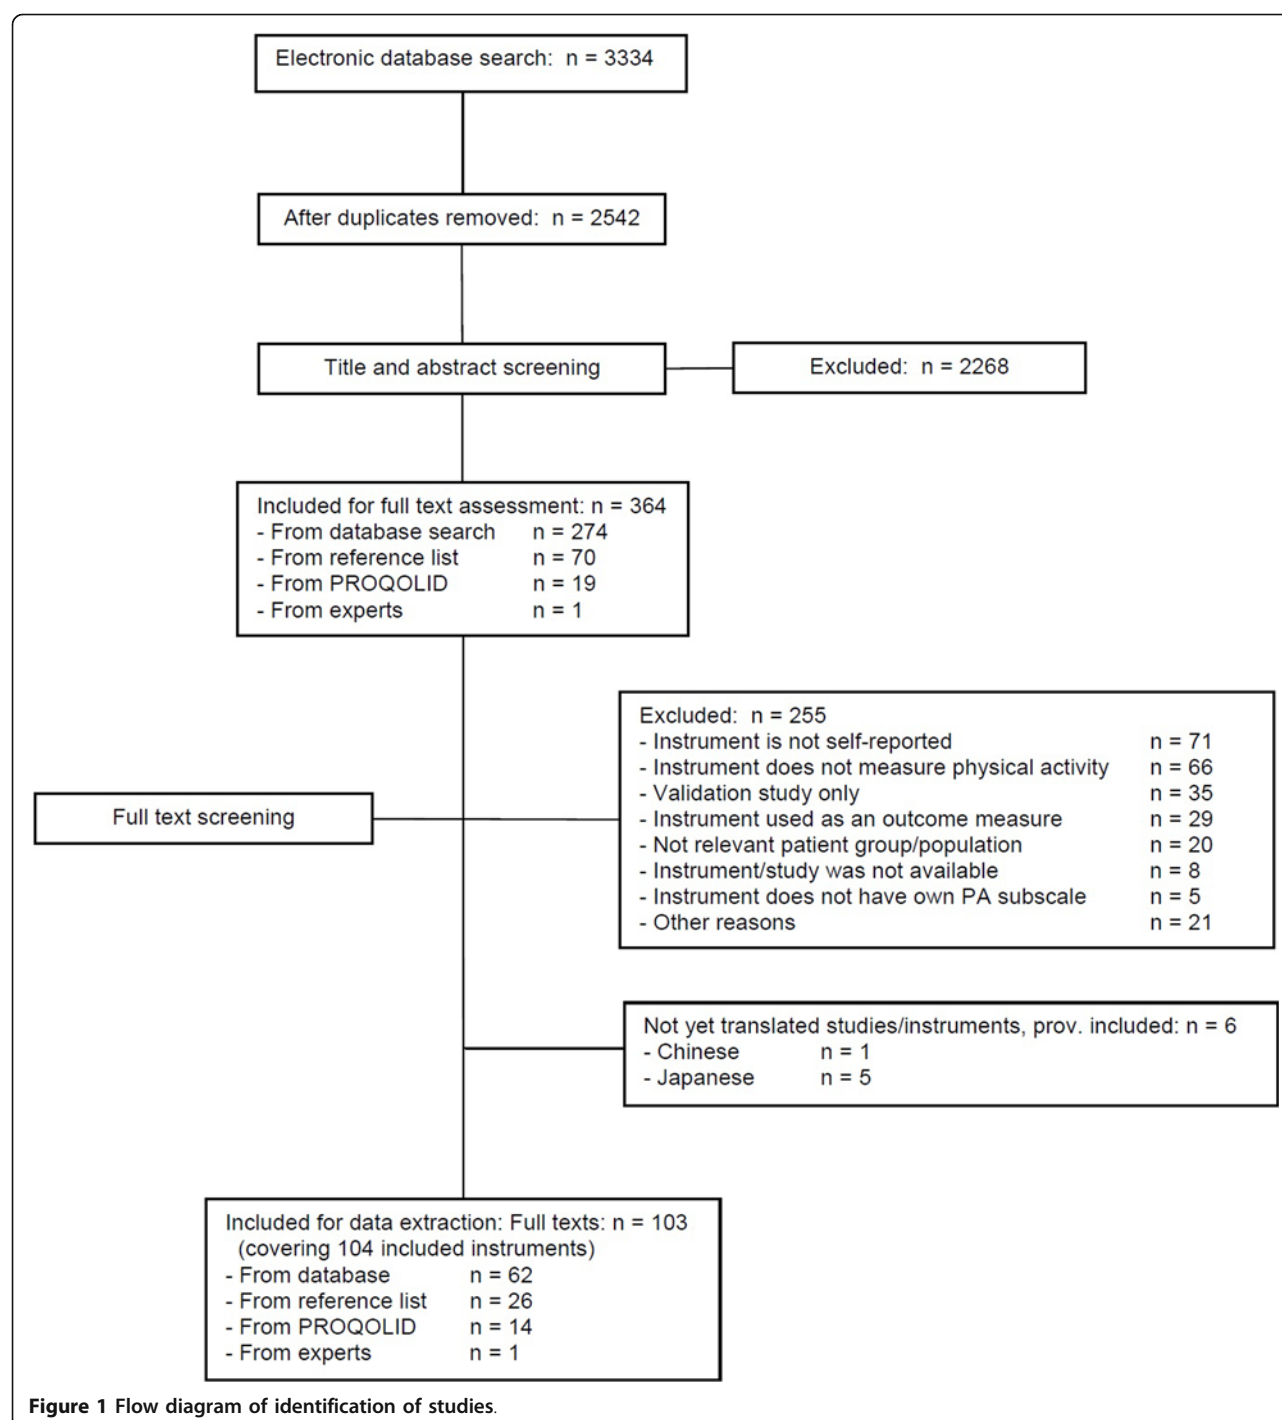 Electronic database search: n = 3334
After duplicates removed: n = 2542
Title and abstract screening
Excluded: n = 2268
Included for full text assessment: n = 364
- From database search n = 274
- From reference list n = 70
- From PROQOLID n = 19
- From experts n = 1
Excluded: n = 255
- Instrument is not self-reported n = 71
- Instrument does not measure physical activity n = 66
- Validation study only n = 35
- Instrument used as an outcome measure n = 29
- Not relevant patient group/population n = 20
- Instrument/study was not available n = 8
- Instrument does not have own PA subscale n = 5
- Other reasons n = 21
Full text screening
Not yet translated studies/instruments, prov. included: n = 6
- Chinese n = 1
- Japanese n = 5
Included for data extraction: Full texts: n = 103
(covering 104 included instruments)
- From database n = 62
- From reference list n = 26
- From PROQOLID n = 14
- From experts n = 1
Figure 1 Flow diagram of identification of studies.